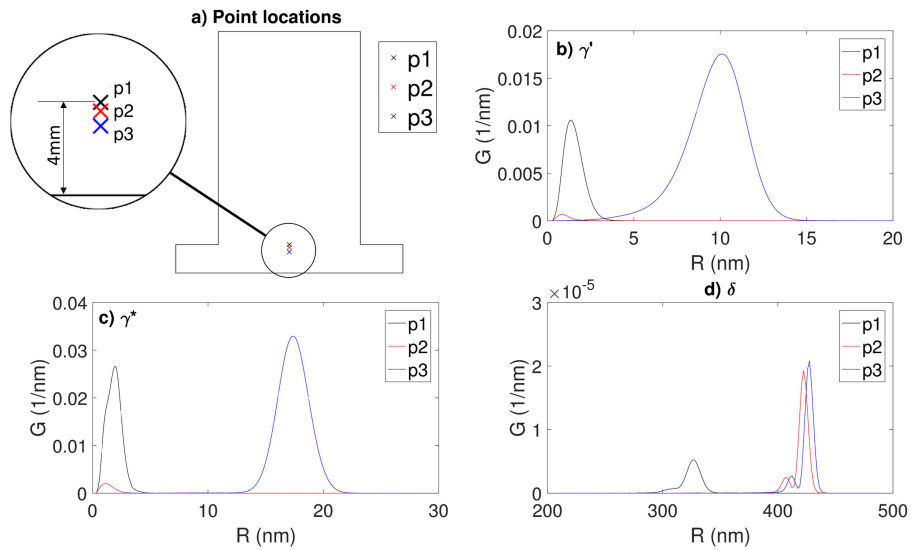 a) Point locations
p1
p2
p3
4mm
p1
p2
p3
b) γ'
G (1/nm)
0.02
0.015
0.01
0.005
0
0 5 10 15 20
R (nm)
p1
p2
p3
c) γ*
G (1/nm)
0.04
0.03
0.02
0.01
0
0 10 20 30
R (nm)
p1
p2
p3
d) δ
×10⁻⁵
G (1/nm)
3
2
1
0
200 300 400 500
R (nm)
p1
p2
p3